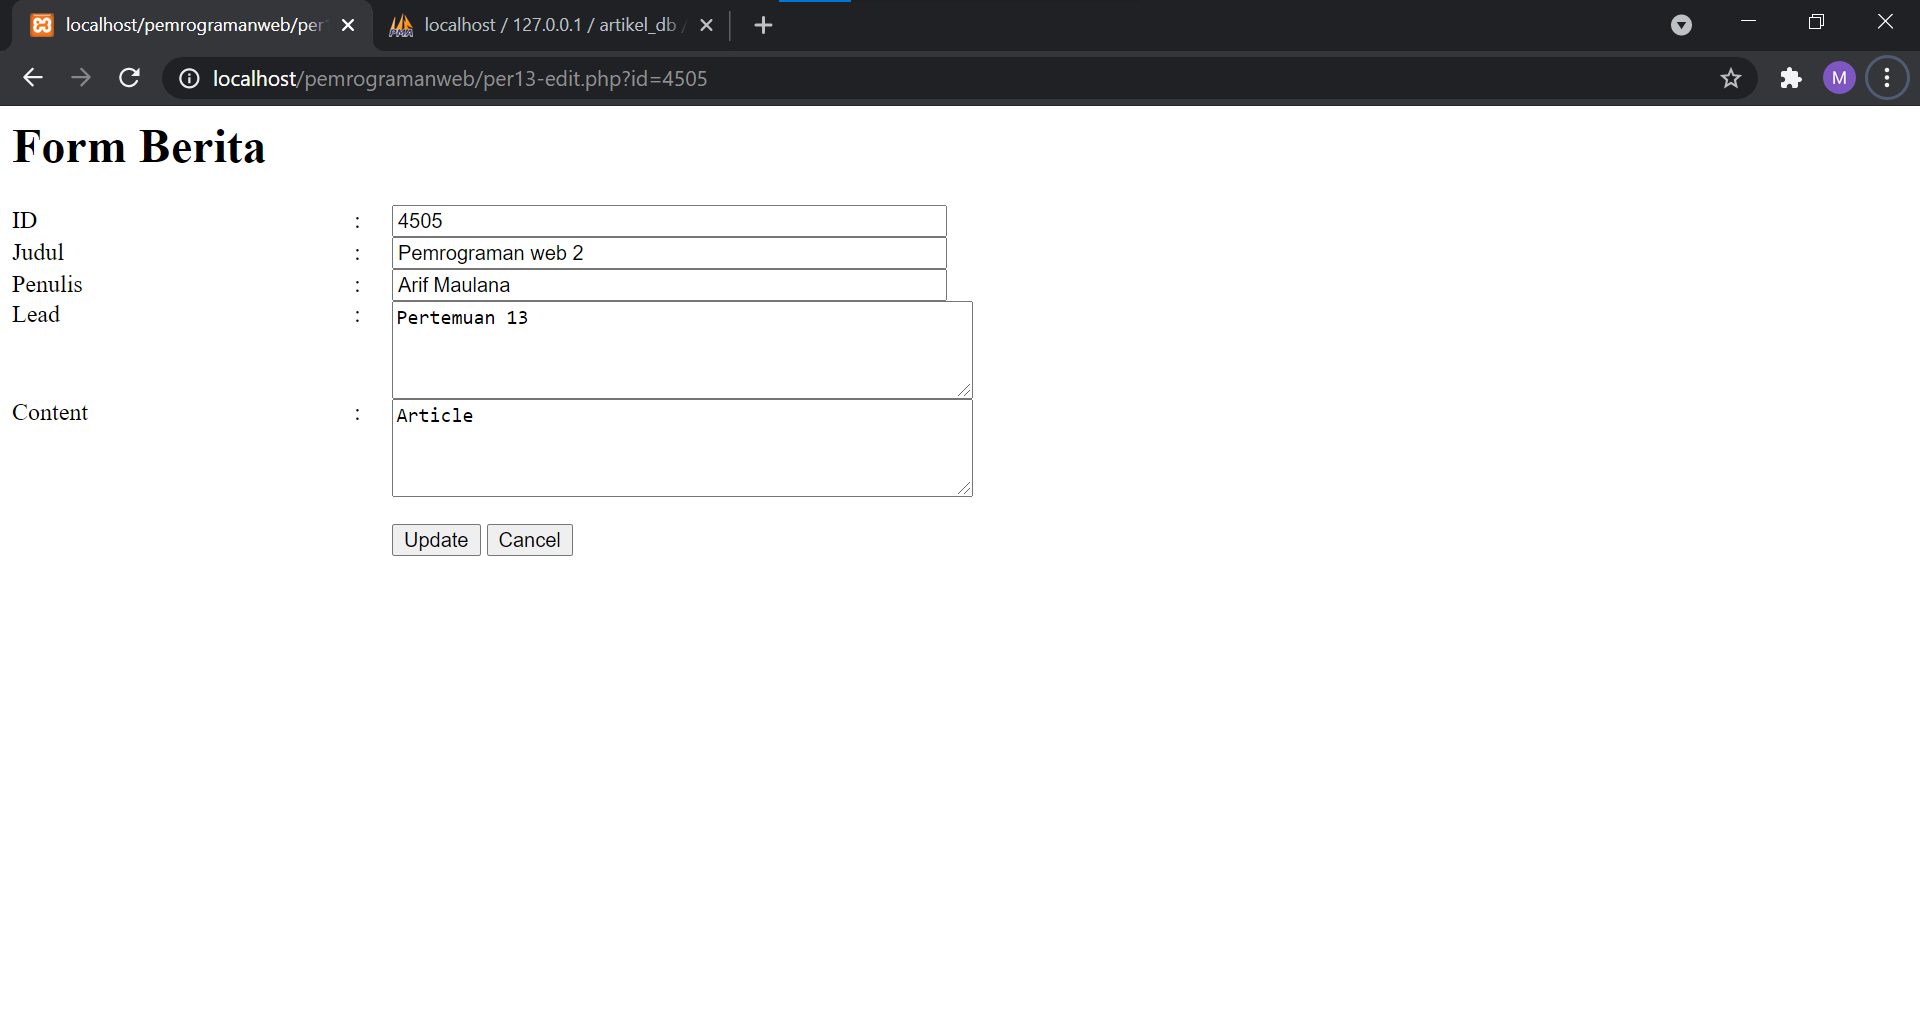 localhost/pemrogramanweb/per
localhost / 127.0.0.1 / artikel_db /
localhost/pemrogramanweb/per13-edit.php?id=4505
M
Form Berita
ID : 4505
Judul : Pemrograman web 2
Penulis : Arif Maulana
Lead : Pertemuan 13
Content : Article
Update Cancel